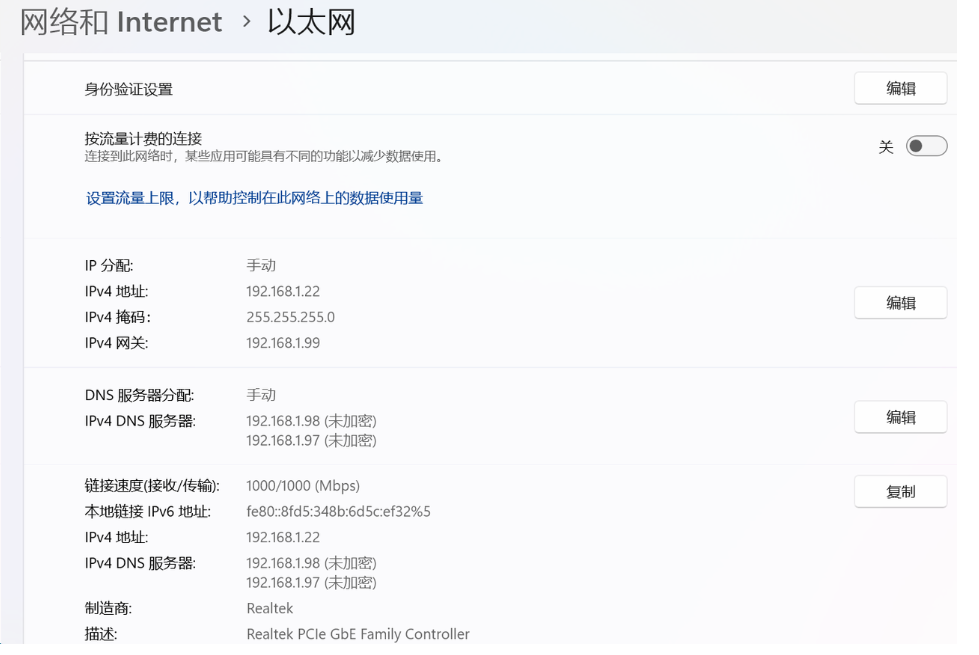 网络和 Internet › 以太网
身份验证设置 编辑
按流量计费的连接 关
连接到此网络时，某些应用可能具有不同的功能以减少数据使用。
设置流量上限，以帮助控制在此网络上的数据使用量
IP 分配: 手动
IPv4 地址: 192.168.1.22
编辑
IPv4 掩码: 255.255.255.0
IPv4 网关: 192.168.1.99
DNS 服务器分配: 手动
IPv4 DNS 服务器: 192.168.1.98 (未加密) 编辑
192.168.1.97 (未加密)
链接速度(接收/传输): 1000/1000 (Mbps) 复制
本地链接 IPv6 地址: fe80::8fd5:348b:6d5c:ef32%5
IPv4 地址: 192.168.1.22
IPv4 DNS 服务器: 192.168.1.98 (未加密)
192.168.1.97 (未加密)
制造商: Realtek
描述: Realtek PCIe GbE Family Controller